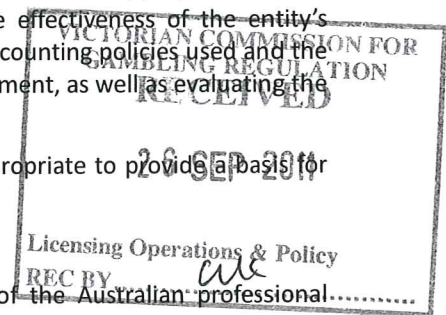 e effectiveness of the entity's
VICTORIAN COMMISSION FOR
counting policies used and the
GAMBLING REGULATION
ment, as well as evaluating the
RECEIVED
ropriate to provide a basis for
26 SEP 2011
Licensing Operations & Policy
REC BY
of the Australian professional